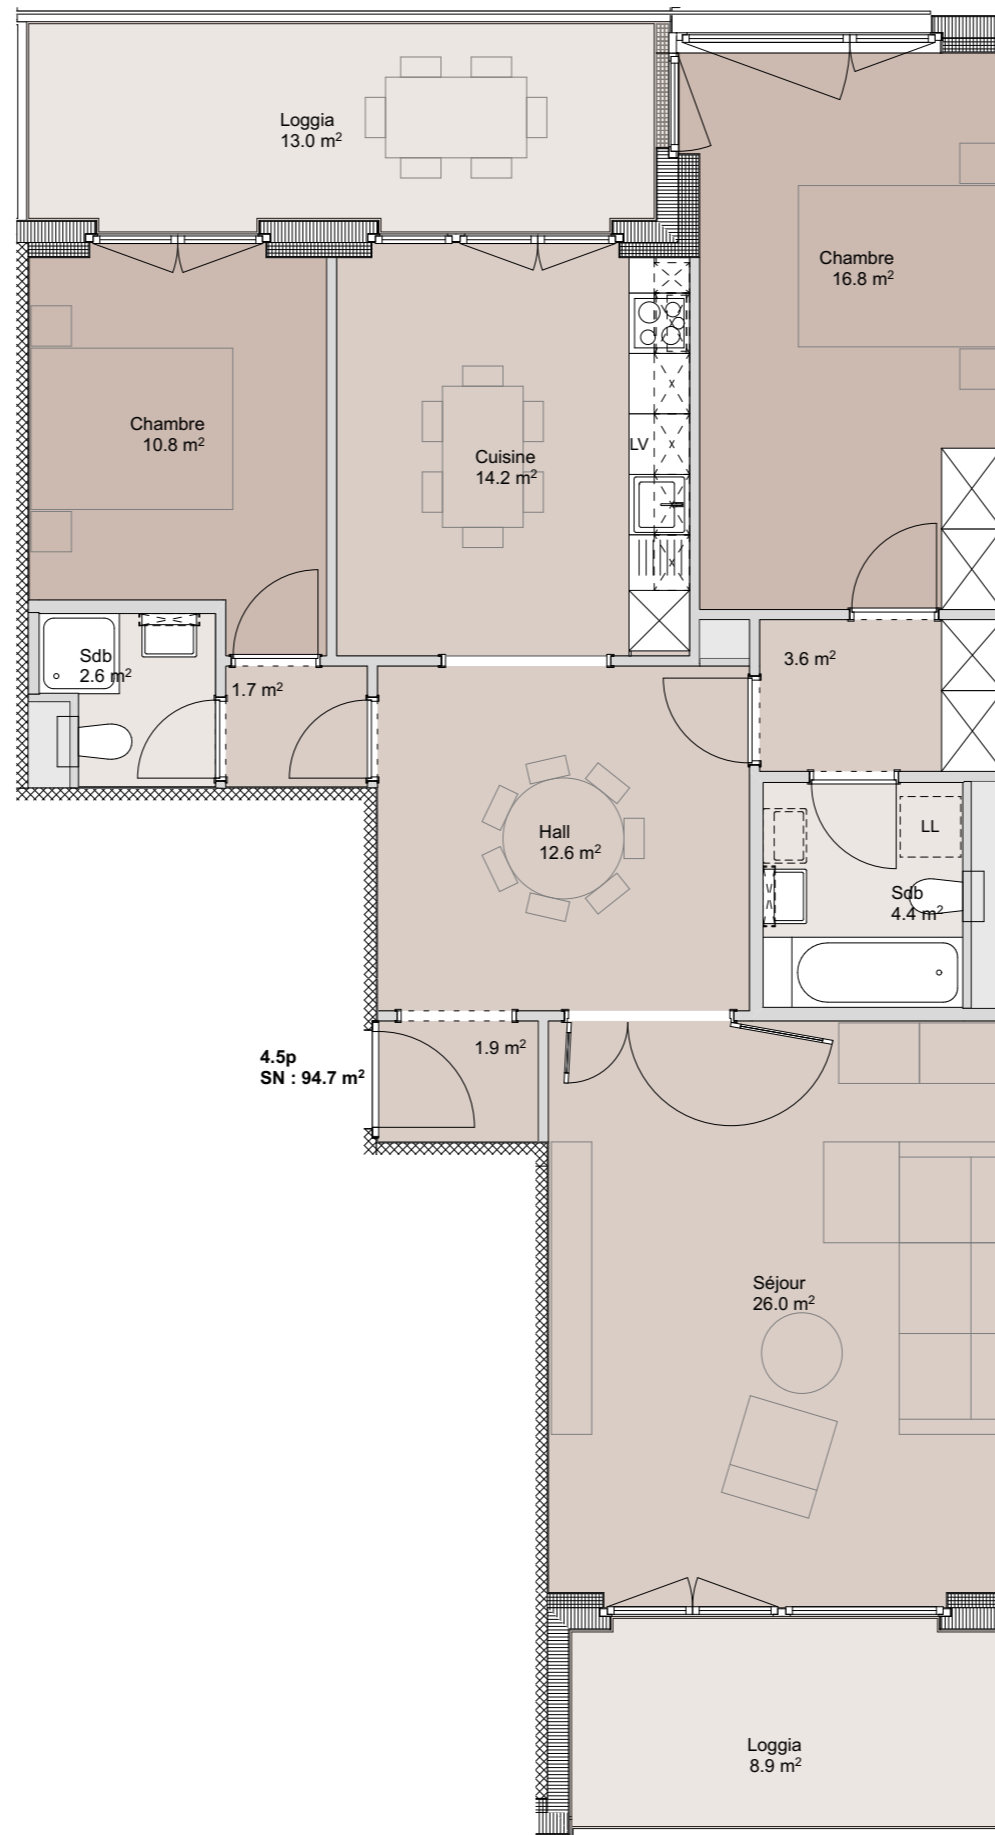 Loggia
13.0 m²
Chambre
16.8 m²
Chambre
10.8 m²
LV
Cuisine
14.2 m²
Sdb
2.6 m²
1.7 m²
3.6 m²
LL
Hall
12.6 m²
Sdb
4.4 m²
1.9 m²
4.5p
SN : 94.7 m²
Séjour
26.0 m²
Loggia
8.9 m²